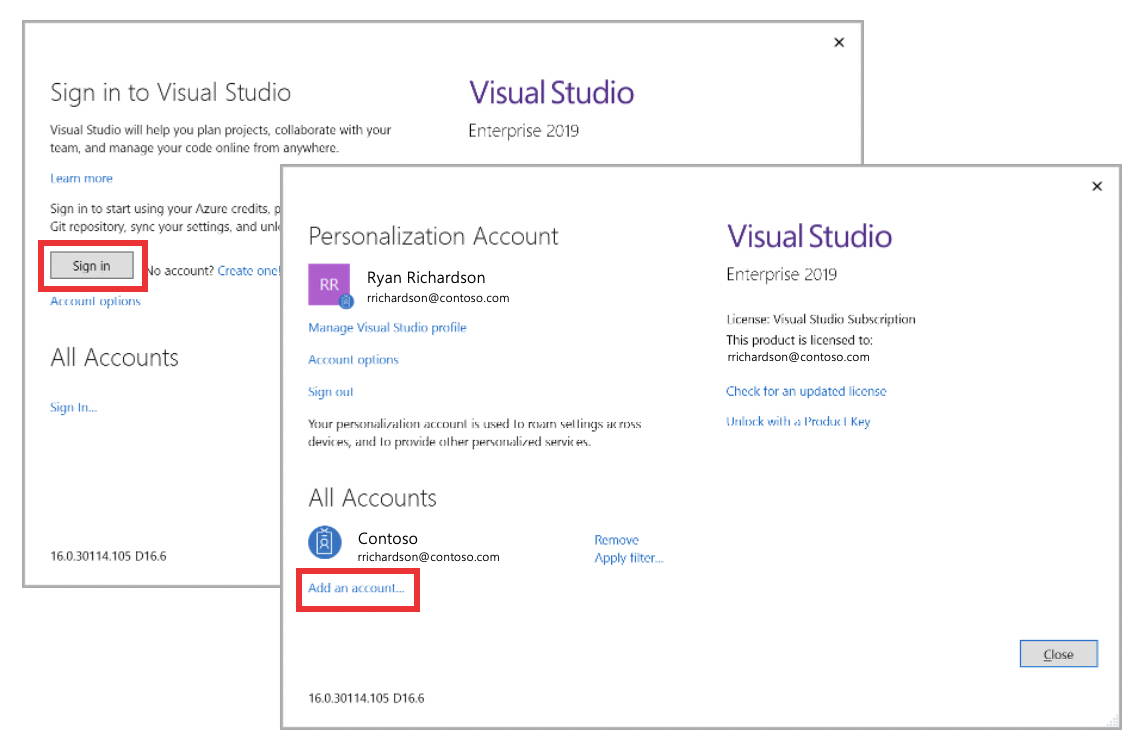 Sign in to Visual Studio
Visual Studio will help you plan projects, collaborate with your
team, and manage your code online from anywhere.
Learn more
Sign in to start using your Azure credits, p
Git repository, sync your settings, and unl
Sign in
No account? Create one!
Account options
All Accounts
Sign In...
16.0.30114.105 D16.6
Visual Studio
Enterprise 2019
Personalization Account
RR
Ryan Richardson
rrichardson@contoso.com
Manage Visual Studio profile
Account options
Sign out
Your personalization account is used to roam settings across
devices, and to provide other personalized services.
All Accounts
Contoso
rrichardson@contoso.com
Remove
Apply filter...
Add an account...
16.0.30114.105 D16.6
Visual Studio
Enterprise 2019
License: Visual Studio Subscription
This product is licensed to:
rrichardson@contoso.com
Check for an updated license
Unlock with a Product Key
Close